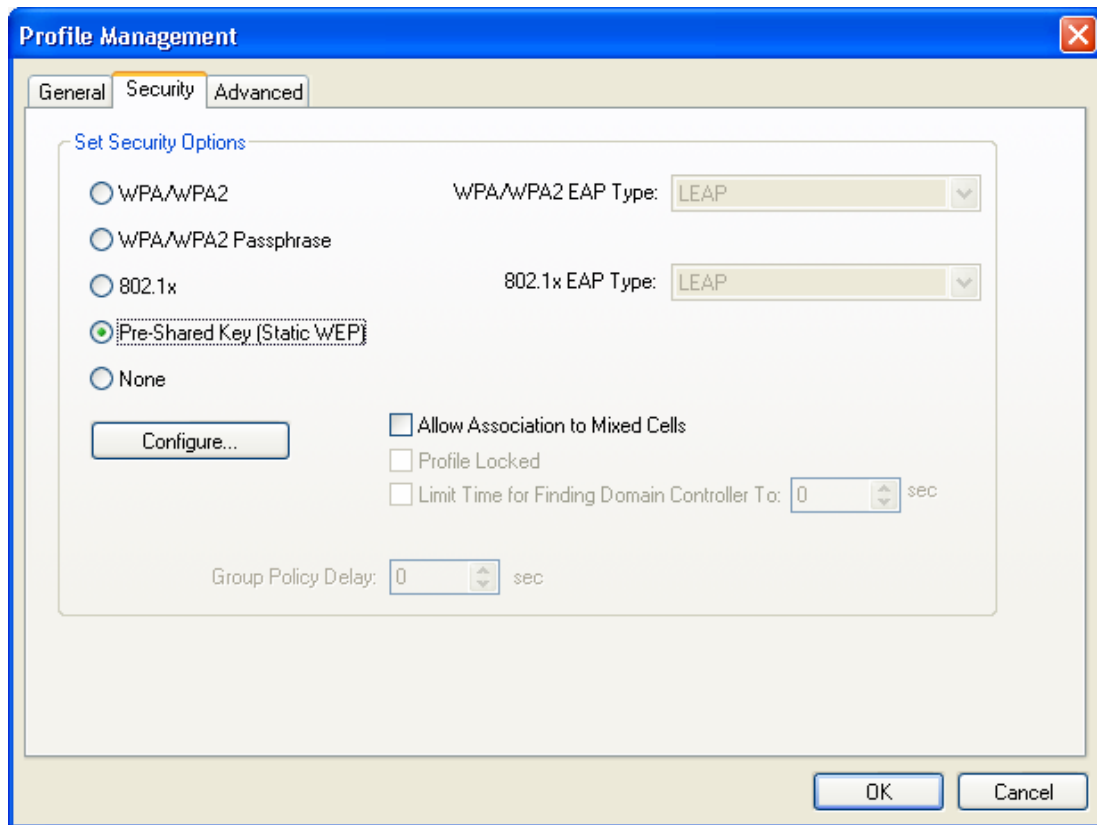 Profile Management
General Security Advanced
Set Security Options
WPA/WPA2 WPA/WPA2 EAP Type: LEAP
WPA/WPA2 Passphrase
802.1x 802.1x EAP Type: LEAP
Pre-Shared Key (Static WEP)
None
Allow Association to Mixed Cells
Configure...
Profile Locked
Limit Time for Finding Domain Controller To: 0 sec
Group Policy Delay: 0 sec
OK Cancel